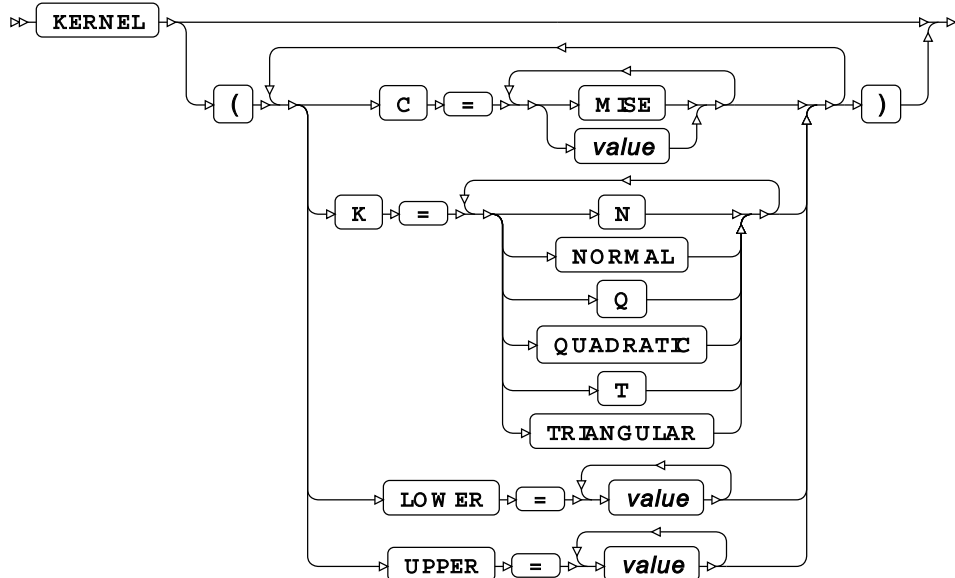 KERNEL
( C = MISE )
value
K = N
NORMAL
Q
QUADRATIC
T
TRIANGULAR
LOWER = value
UPPER = value